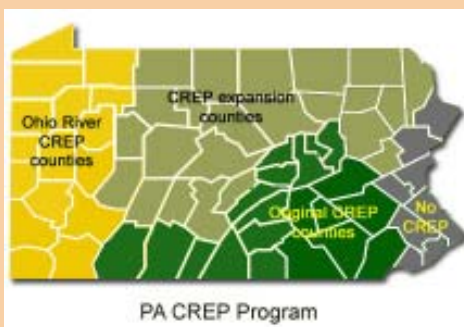 Ohio River
CREP
counties
CREP expansion
counties
Original CREP
counties
No
CREP
PA CREP Program